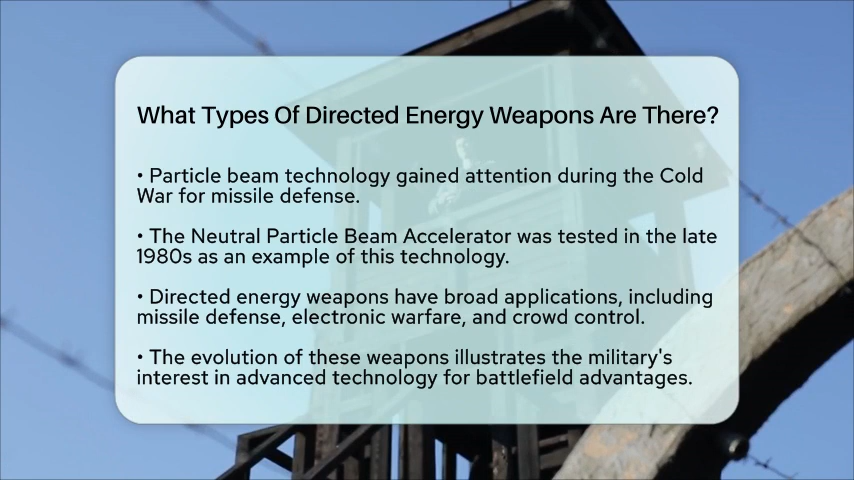 What Types Of Directed Energy Weapons Are There?
• Particle beam technology gained attention during the Cold
War for missile defense.
• The Neutral Particle Beam Accelerator was tested in the late
1980s as an example of this technology.
• Directed energy weapons have broad applications, including
missile defense, electronic warfare, and crowd control.
• The evolution of these weapons illustrates the military's
interest in advanced technology for battlefield advantages.